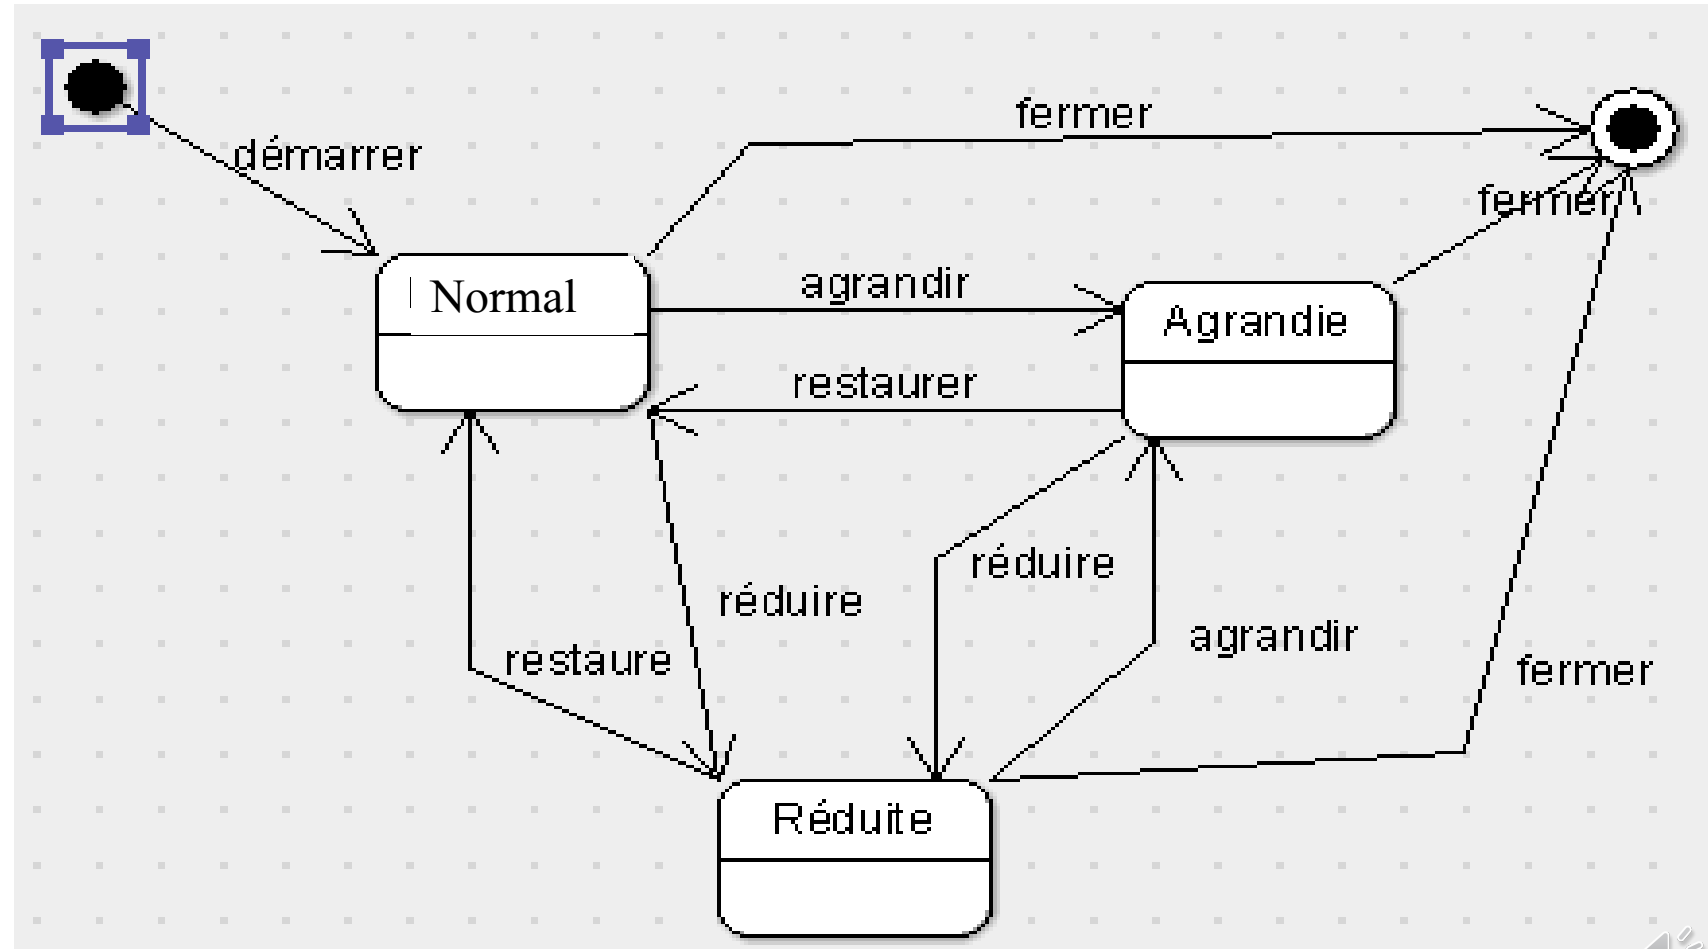 fermer
démarrer
fermer
Normal
agrandir
Agrandie
restaurer
réduire
réduire
agrandir
restaure
fermer
Réduite